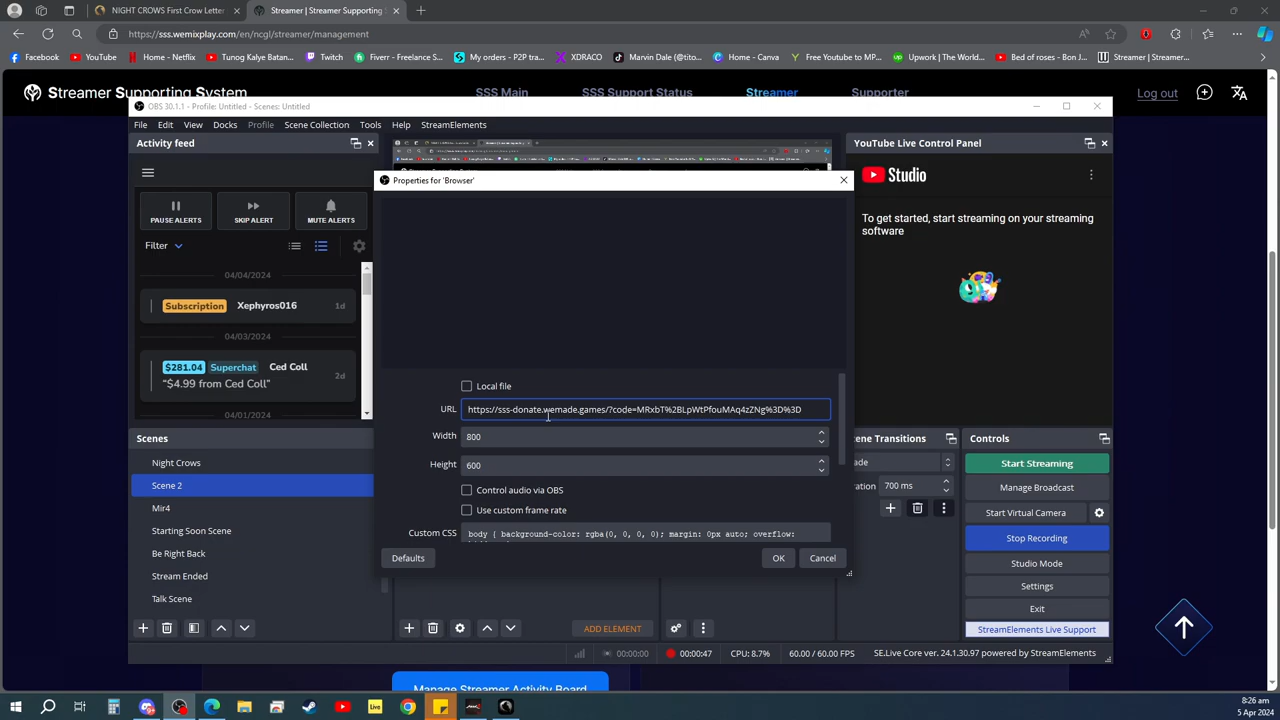 NIGHT CROWS First Crow Letter
Streamer | Streamer Supporting S
https://sss.wemixplay.com/en/ncgl/streamer/management
Facebook
YouTube
Home - Netflix
Tung Kalye Batan...
Twitch
Fiverr - Freelance S...
My orders - P2P tra...
XDRACO
Marvin Dale (@tito...
Home - Canva
Free Youtube to MP...
Upwork | My Home
Bed of roses - Bon J...
Streamer | Streamer...
Streamer Supporting System
SSS Main
SSS Support Status
Streamer
Supporter
Log out
OBS 30.1.1 - Profile: Untitled - Scenes: Untitled
File Edit View Docks Profile Scene Collection Tools Help StreamElements
Activity feed
YouTube Live Control Panel
Properties for 'Browser'
Studio
PAUSE ALERTS
SKIP ALERT
MUTE ALERTS
To get started, start streaming on your streaming
software
Filter
04/04/2024
Subscription Xephyros016 1d
04/03/2024
$281.04 Superchat Ced Coll 2d
"$4.99 from Ced Coll"
04/01/2024
Local file
URL https://sss-donate.wemade.games/?code=MRxbT%2BLpWtPfouMAq4zZNg%3D%3D
Width 800
Height 600
Control audio via OBS
Use custom frame rate
Custom CSS body { background-color: rgba(0, 0, 0, 0); margin: 0px auto; overflow:
Defaults
OK
Cancel
Scenes
Night Crows
Scene 2
Mir4
Starting Soon Scene
Be Right Back
Stream Ended
Talk Scene
ADD ELEMENT
cene Transitions
ade
ration 700 ms
Controls
Start Streaming
Manage Broadcast
Start Virtual Camera
Stop Recording
Studio Mode
Settings
Exit
StreamElements Live Support
00:00:00
00:00:47
CPU: 8.7%
60.00 / 60.00 FPS
SE.Live Core ver. 24.1.30.97 powered by StreamElements
Manage Streamer Activity Board
8:26 am
5 Apr 2024